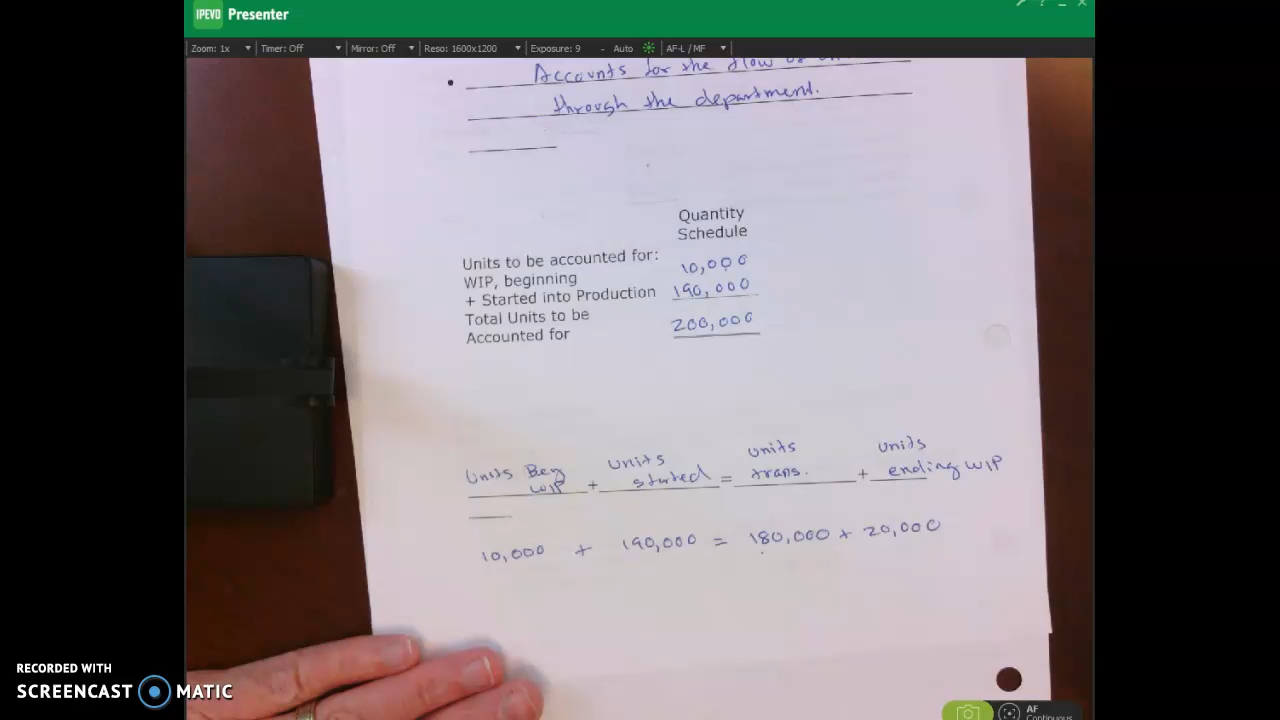 IPEVO Presenter
Zoom: 1x Timer: Off Mirror: Off Reso: 1600x1200 Exposure: 9 - Auto AF-L / MF
Accounts for the flow of
through the department.
Quantity
Schedule
Units to be accounted for:
WIP, beginning 10,000
+ Started into Production 190,000
Total Units to be
Accounted for 200,000
Units Beg WIP + units started = units trans. + units ending WIP
10,000 + 190,000 = 180,000 + 20,000
RECORDED WITH
SCREENCAST MATIC
AF
Continuous